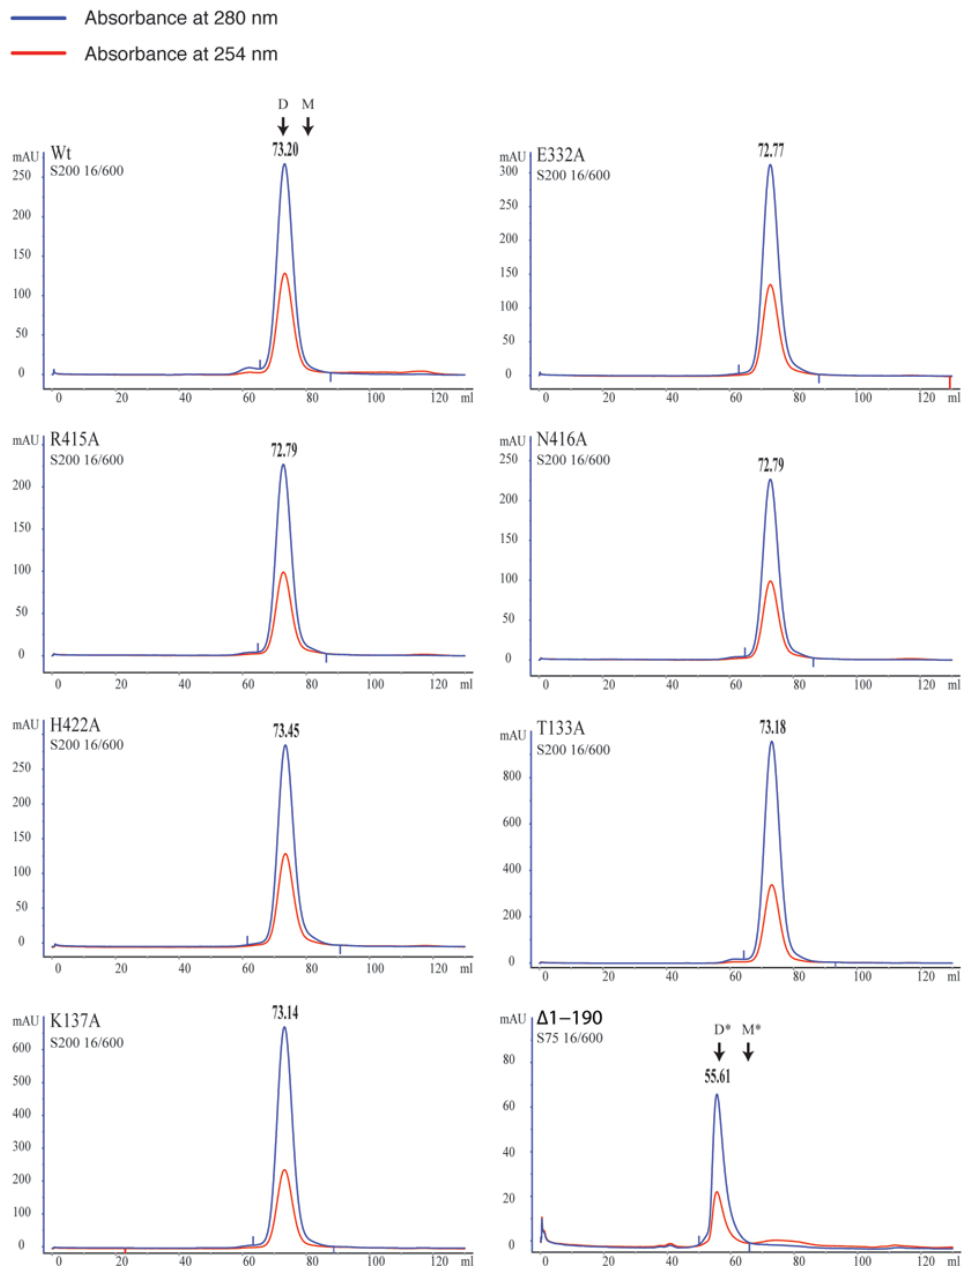 Absorbance at 280 nm
Absorbance at 254 nm
D M
73.20
mAU Wt
S200 16/600
250
200
150
100
50
0
0 20 40 60 80 100 120 ml
72.77
mAU E332A
S200 16/600
300
250
200
150
100
50
0
0 20 40 60 80 100 120 ml
mAU R415A
S200 16/600
72.79
200
150
100
50
0
0 20 40 60 80 100 120 ml
mAU N416A
S200 16/600
72.79
250
200
150
100
50
0
0 20 40 60 80 100 120 ml
mAU H422A
S200 16/600
73.45
250
200
150
100
50
0
0 20 40 60 80 100 120 ml
mAU T133A
S200 16/600
73.18
800
600
400
200
0
0 20 40 60 80 100 120 ml
mAU K137A
S200 16/600
73.14
600
500
400
300
200
100
0
0 20 40 60 80 100 120 ml
mAU Δ1–190
S75 16/600
D* M*
55.61
80
60
40
20
0
0 20 40 60 80 100 120 ml